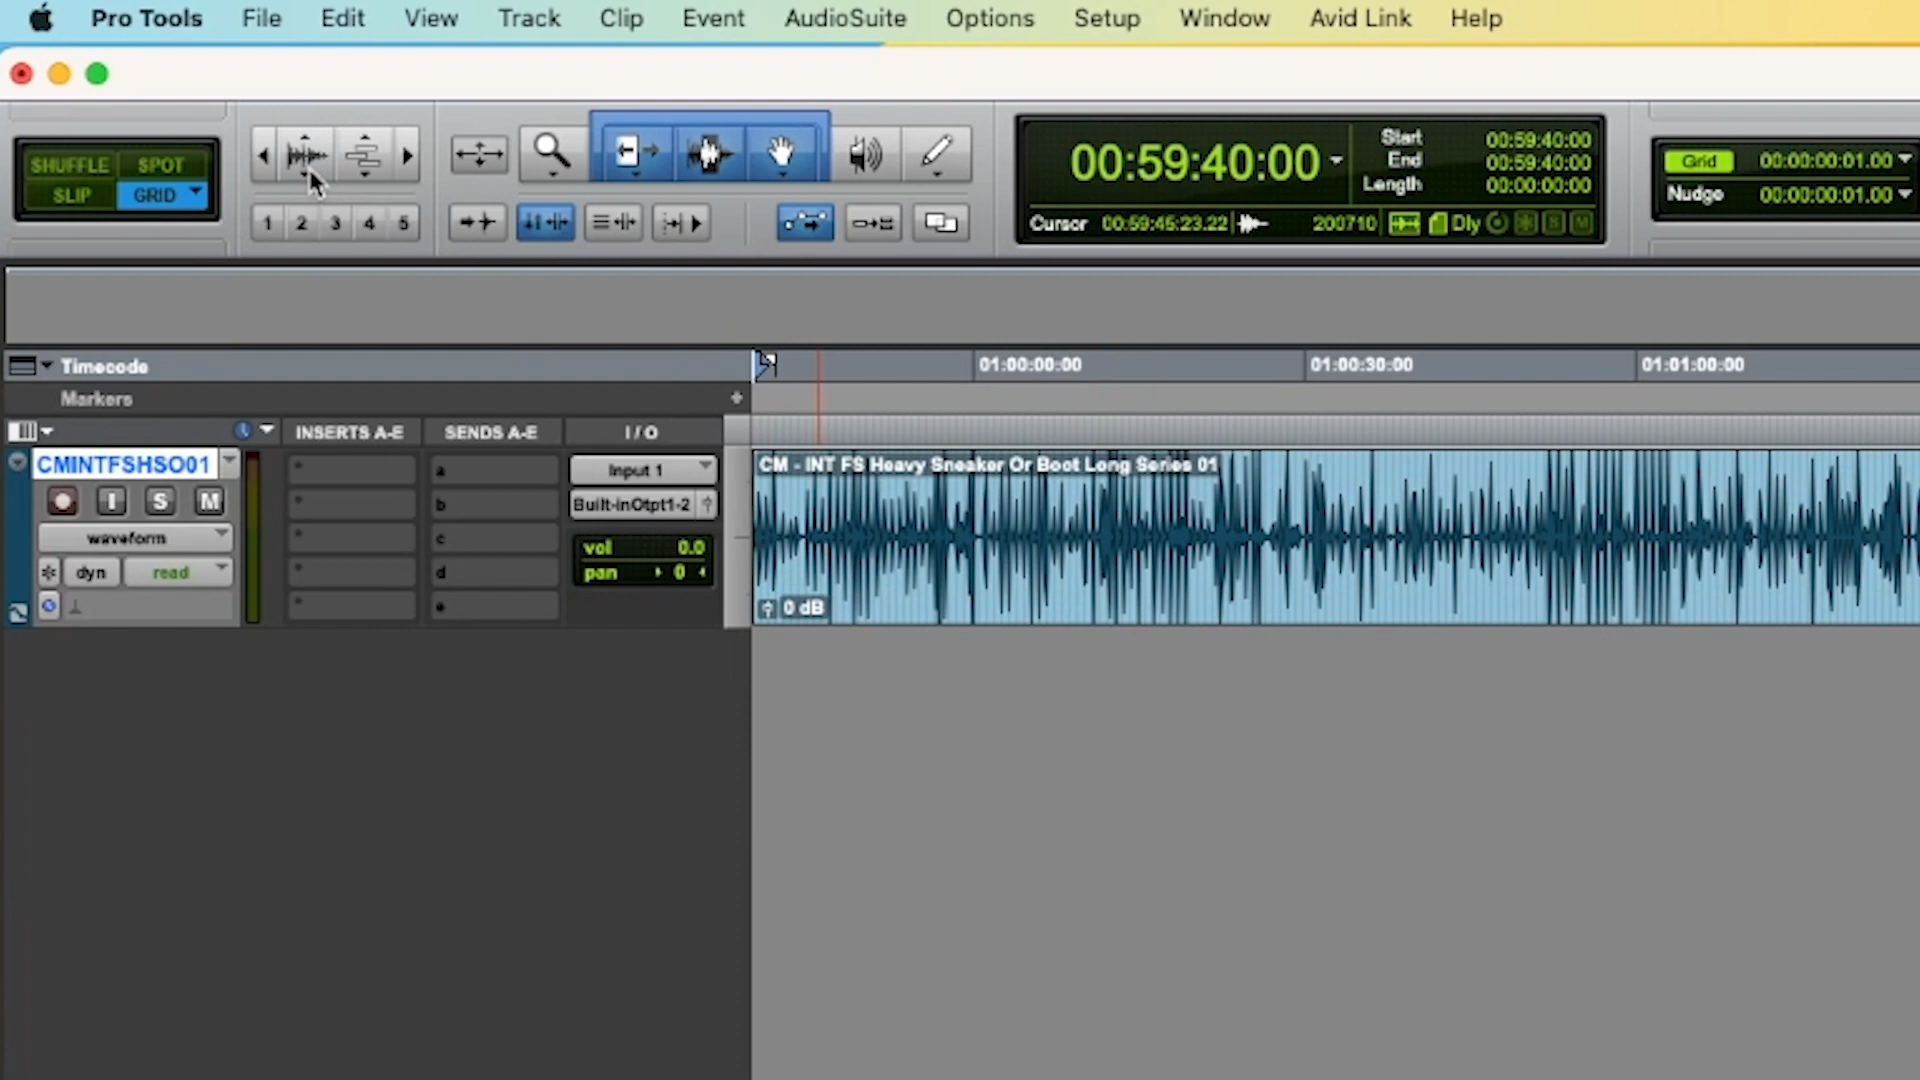 Pro Tools File Edit View Track Clip Event AudioSuite Options Setup Window Avid Link Help
SHUFFLE SPOT
SLIP GRID
1 2 3 4 5
00:59:40:00
Start 00:59:40:00
End 00:59:40:00
Length 00:00:00:00
Cursor 00:59:45:23.22 200710 Dly S M
Grid 00:00:00:01.00
Nudge 00:00:00:01.00
Timecode 01:00:00:00 01:00:30:00 01:01:00:00
Markers +
INSERTS A-E SENDS A-E I / O
CMINTFSHSO01
I S M
waveform
dyn read
a
b
c
d
e
Input 1
Built-inOtpt1-2
vol 0.0
pan 0
CM - INT FS Heavy Sneaker Or Boot Long Series 01
0 dB